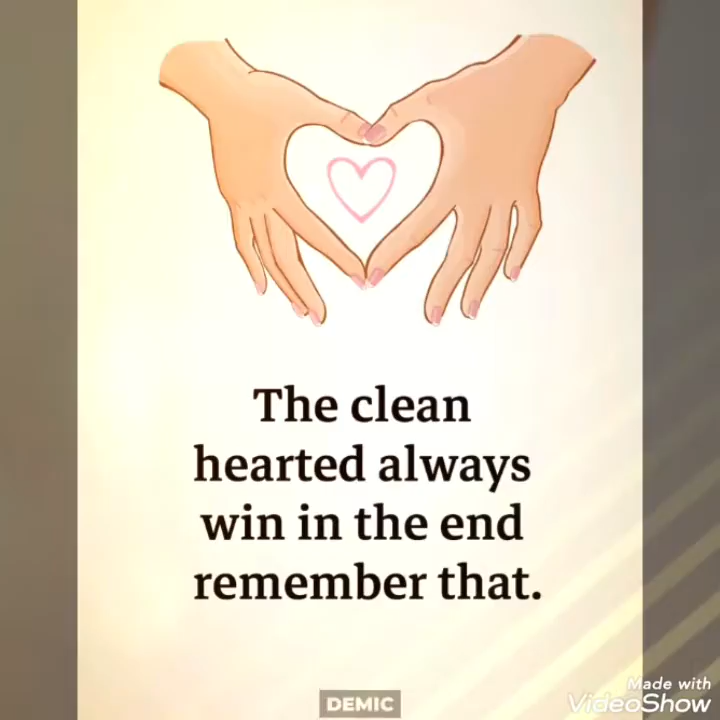 The clean
hearted always
win in the end
remember that.
DEMIC
Made with
VideoShow